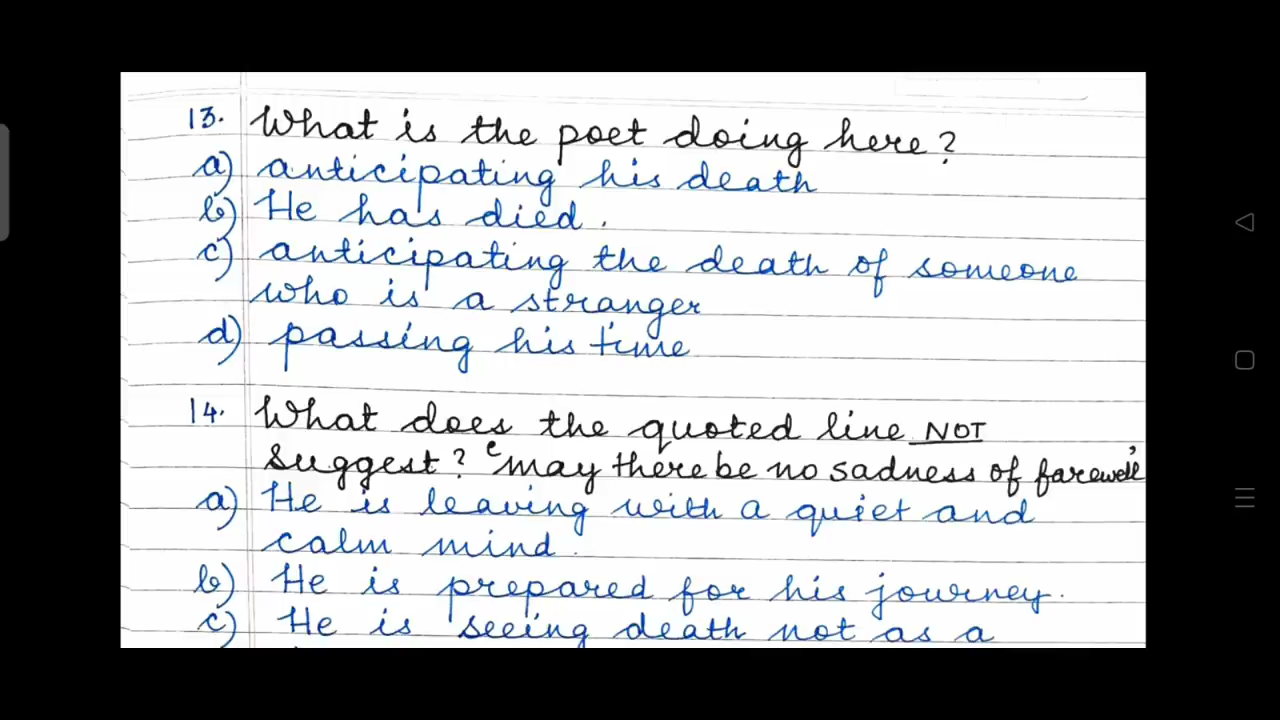 13. What is the poet doing here?
a) anticipating his death
b) He has died.
c) anticipating the death of someone
who is a stranger
d) passing his time
14. What does the quoted line NOT
suggest? 'may there be no sadness of farewell'
a) He is leaving with a quiet and
calm mind.
b) He is prepared for his journey.
c) He is seeing death not as a